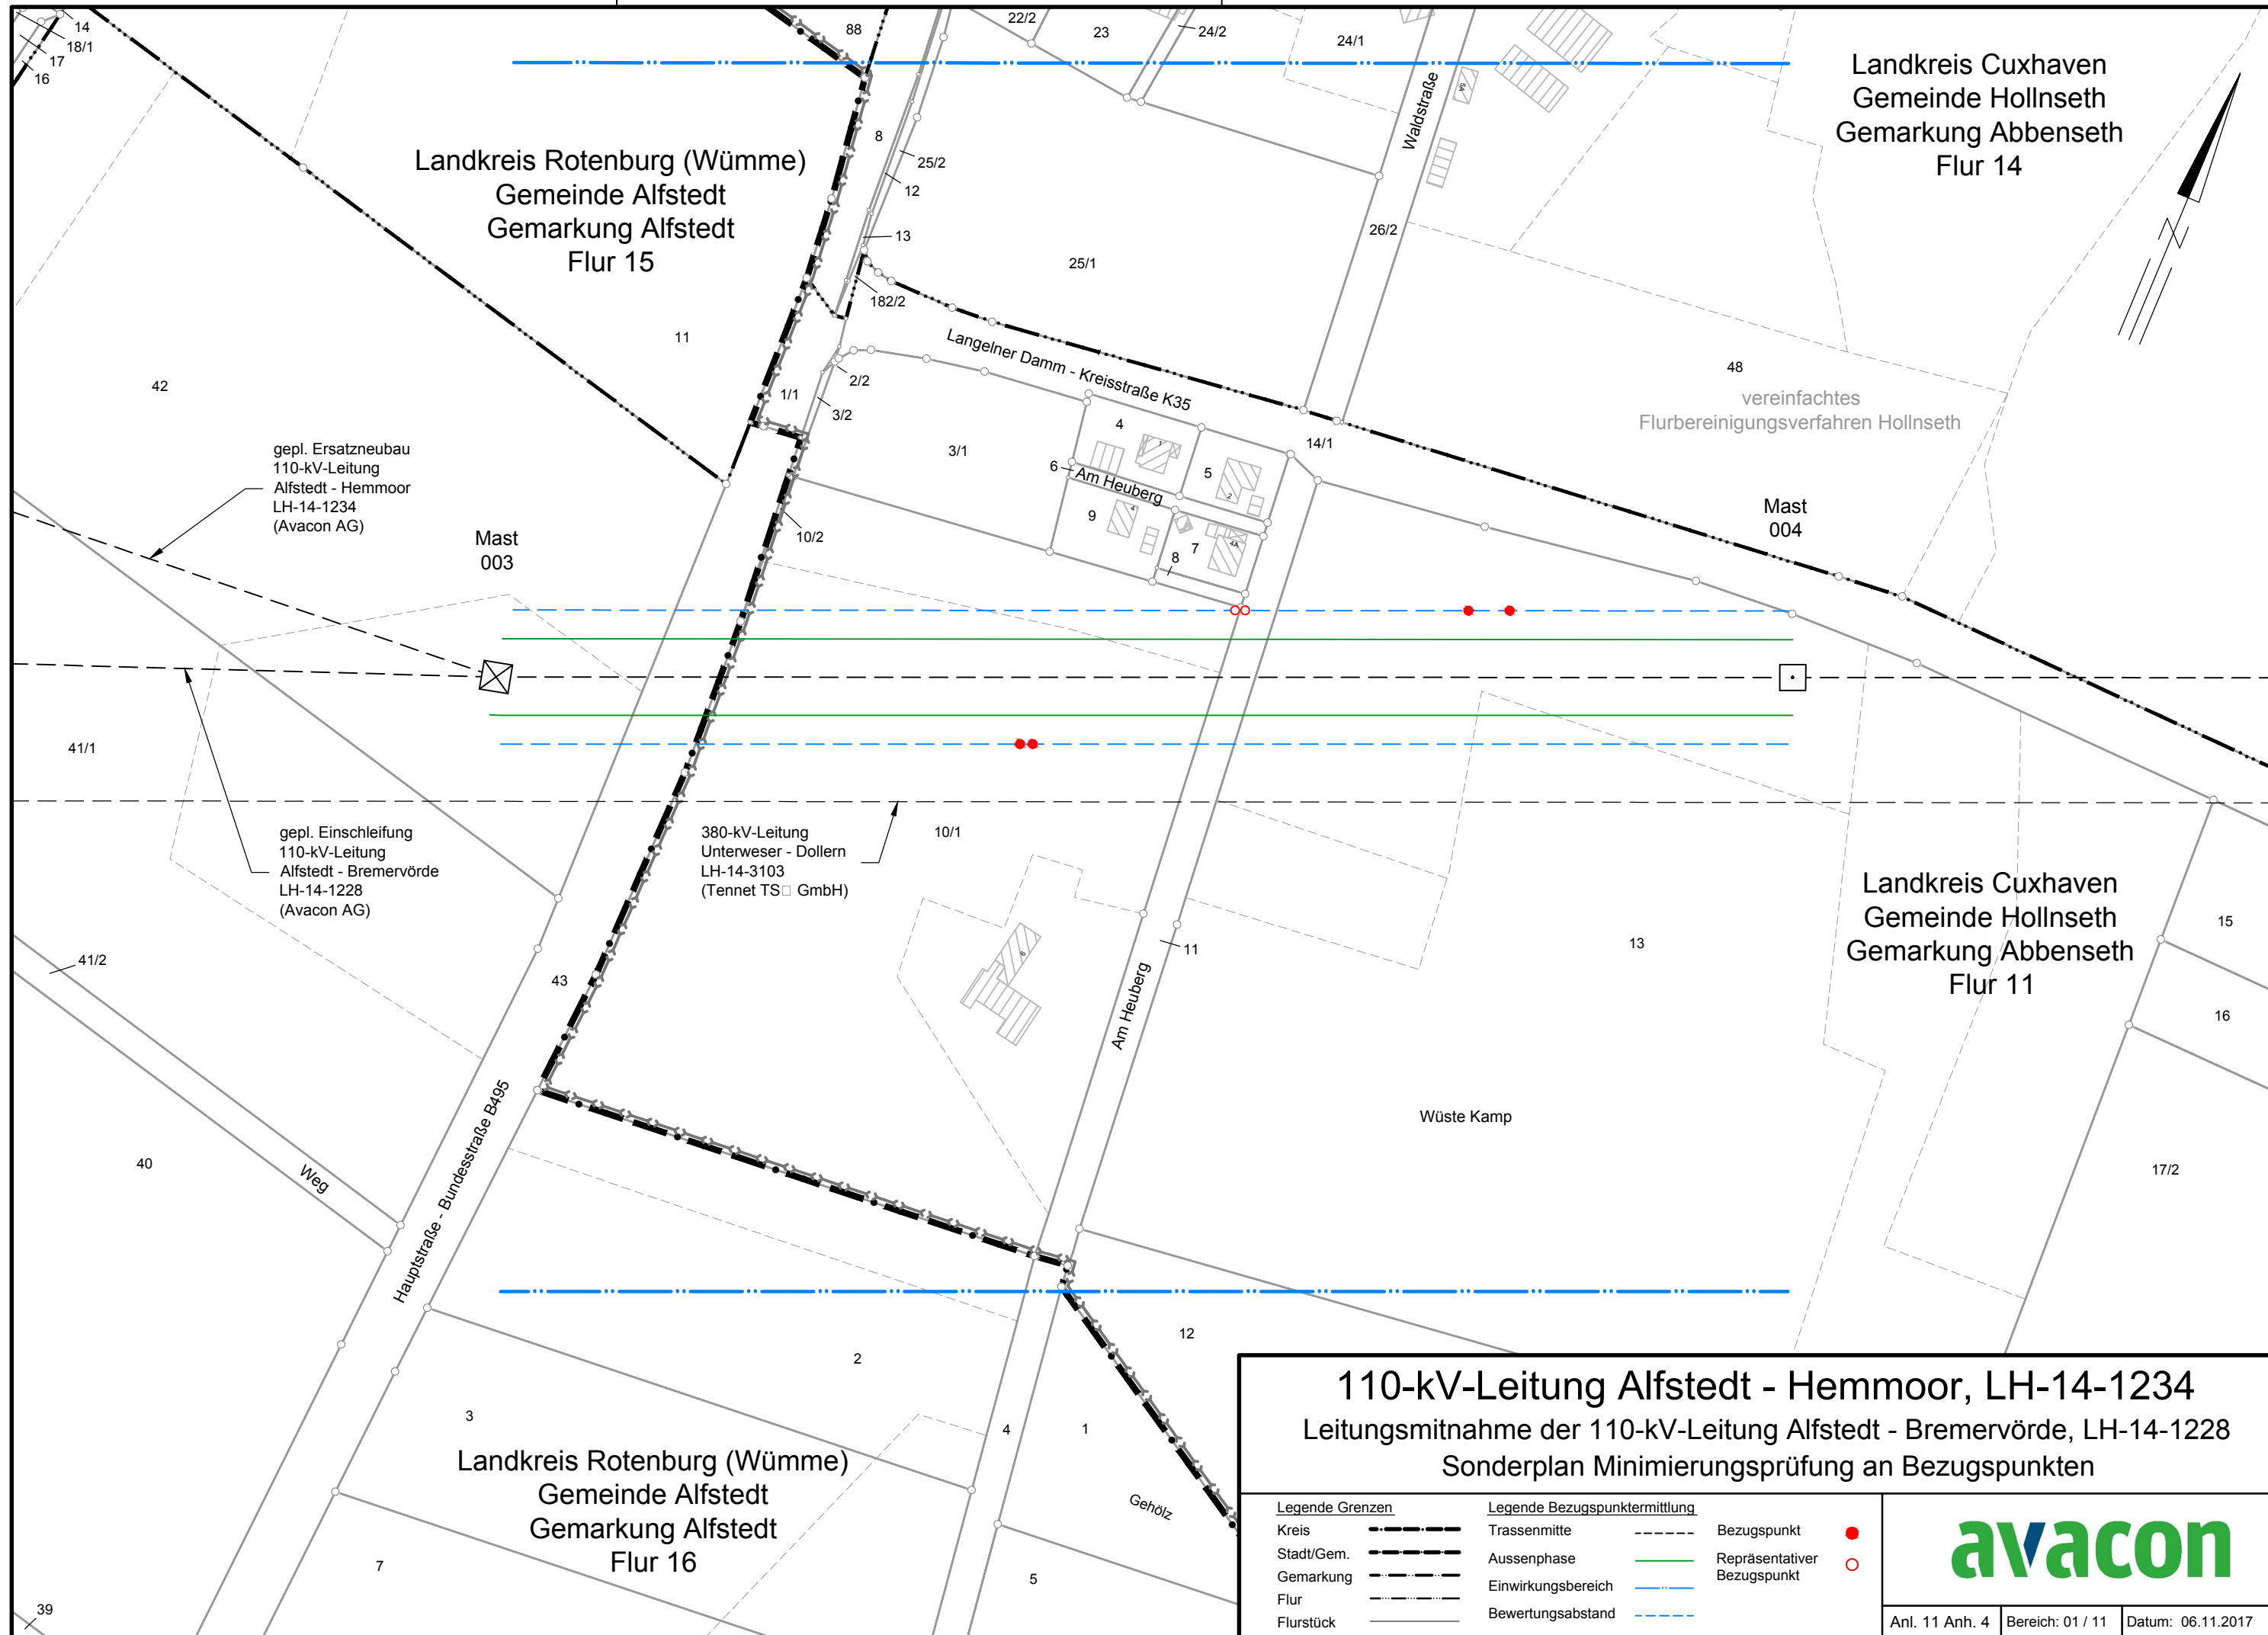 14
18/1
17
16
88
22/2
23
24/2
24/1
Waldstraße
5A
Landkreis Cuxhaven
Gemeinde Hollnseth
Gemarkung Abbenseth
Flur 14
Landkreis Rotenburg (Wümme)
Gemeinde Alfstedt
Gemarkung Alfstedt
Flur 15
8
25/2
12
13
182/2
25/1
26/2
11
42
Langelner Damm - Kreisstraße K35
48
vereinfachtes
Flurbereinigungsverfahren Hollnseth
2/2
1/1
3/2
3/1
4
1
14/1
5
2
6
Am Heuberg
9
4
7
4A
8
10/2
gepl. Ersatzneubau
110-kV-Leitung
Alfstedt - Hemmoor
LH-14-1234
(Avacon AG)
Mast
003
Mast
004
41/1
gepl. Einschleifung
110-kV-Leitung
Alfstedt - Bremervörde
LH-14-1228
(Avacon AG)
380-kV-Leitung
Unterweser - Dollern
LH-14-3103
(Tennet TS□ GmbH)
10/1
Landkreis Cuxhaven
Gemeinde Hollnseth
Gemarkung Abbenseth
Flur 11
15
13
11
6
41/2
43
Am Heuberg
16
Wüste Kamp
Hauptstraße - Bundesstraße B495
40
Weg
17/2
12
2
3
4
1
Landkreis Rotenburg (Wümme)
Gemeinde Alfstedt
Gemarkung Alfstedt
Flur 16
Gehölz
7
5
39
110-kV-Leitung Alfstedt - Hemmoor, LH-14-1234
Leitungsmitnahme der 110-kV-Leitung Alfstedt - Bremervörde, LH-14-1228
Sonderplan Minimierungsprüfung an Bezugspunkten
Legende Grenzen
Kreis
Stadt/Gem.
Gemarkung
Flur
Flurstück
Legende Bezugspunktermittlung
Trassenmitte
Aussenphase
Einwirkungsbereich
Bewertungsabstand
Bezugspunkt
Repräsentativer
Bezugspunkt
avacon
Anl. 11 Anh. 4
Bereich: 01 / 11
Datum: 06.11.2017